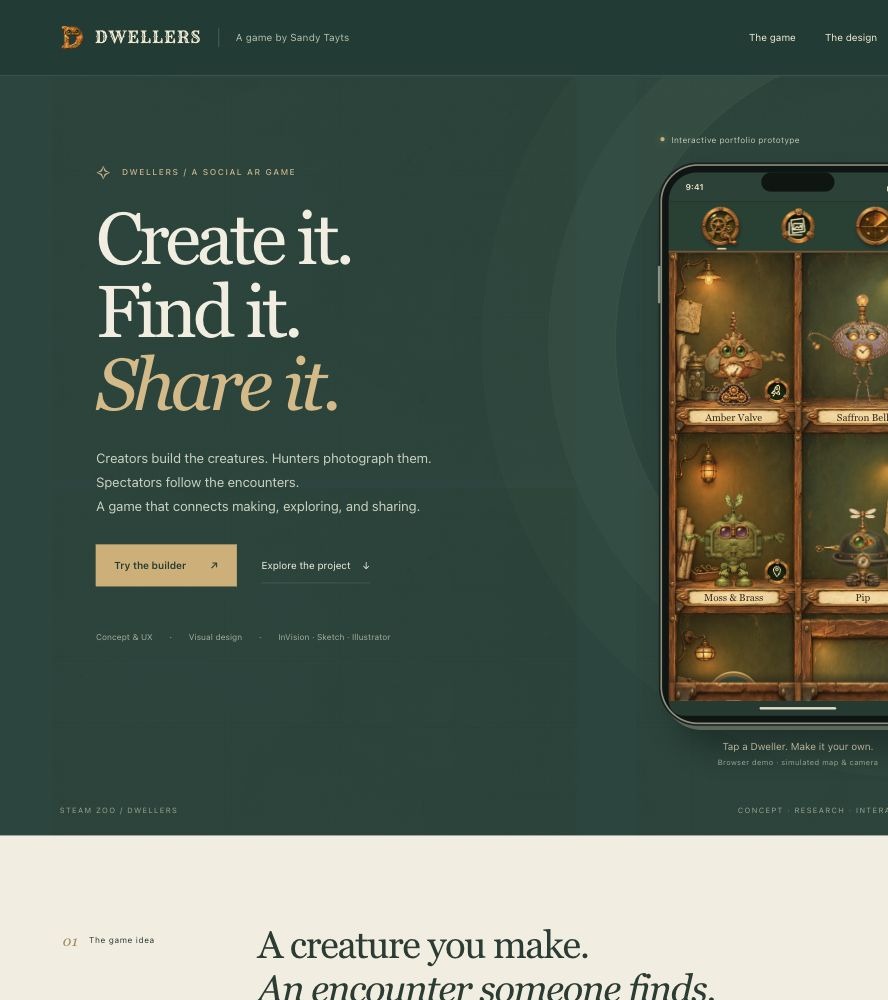 DWELLERS
A game by Sandy Tayts
The game
The design
Interactive portfolio prototype
DWELLERS / A SOCIAL AR GAME
Create it.
Find it.
Share it.
Creators build the creatures. Hunters photograph them.
Spectators follow the encounters.
A game that connects making, exploring, and sharing.
Try the builder ↗
Explore the project ↓
Concept & UX · Visual design · InVision · Sketch · Illustrator
9:41
Amber Valve
Saffron Bell
Moss & Brass
Pip
Tap a Dweller. Make it your own.
Browser demo · simulated map & camera
STEAM ZOO / DWELLERS
CONCEPT · RESEARCH ·
01
The game idea
A creature you make.
An encounter someone finds.